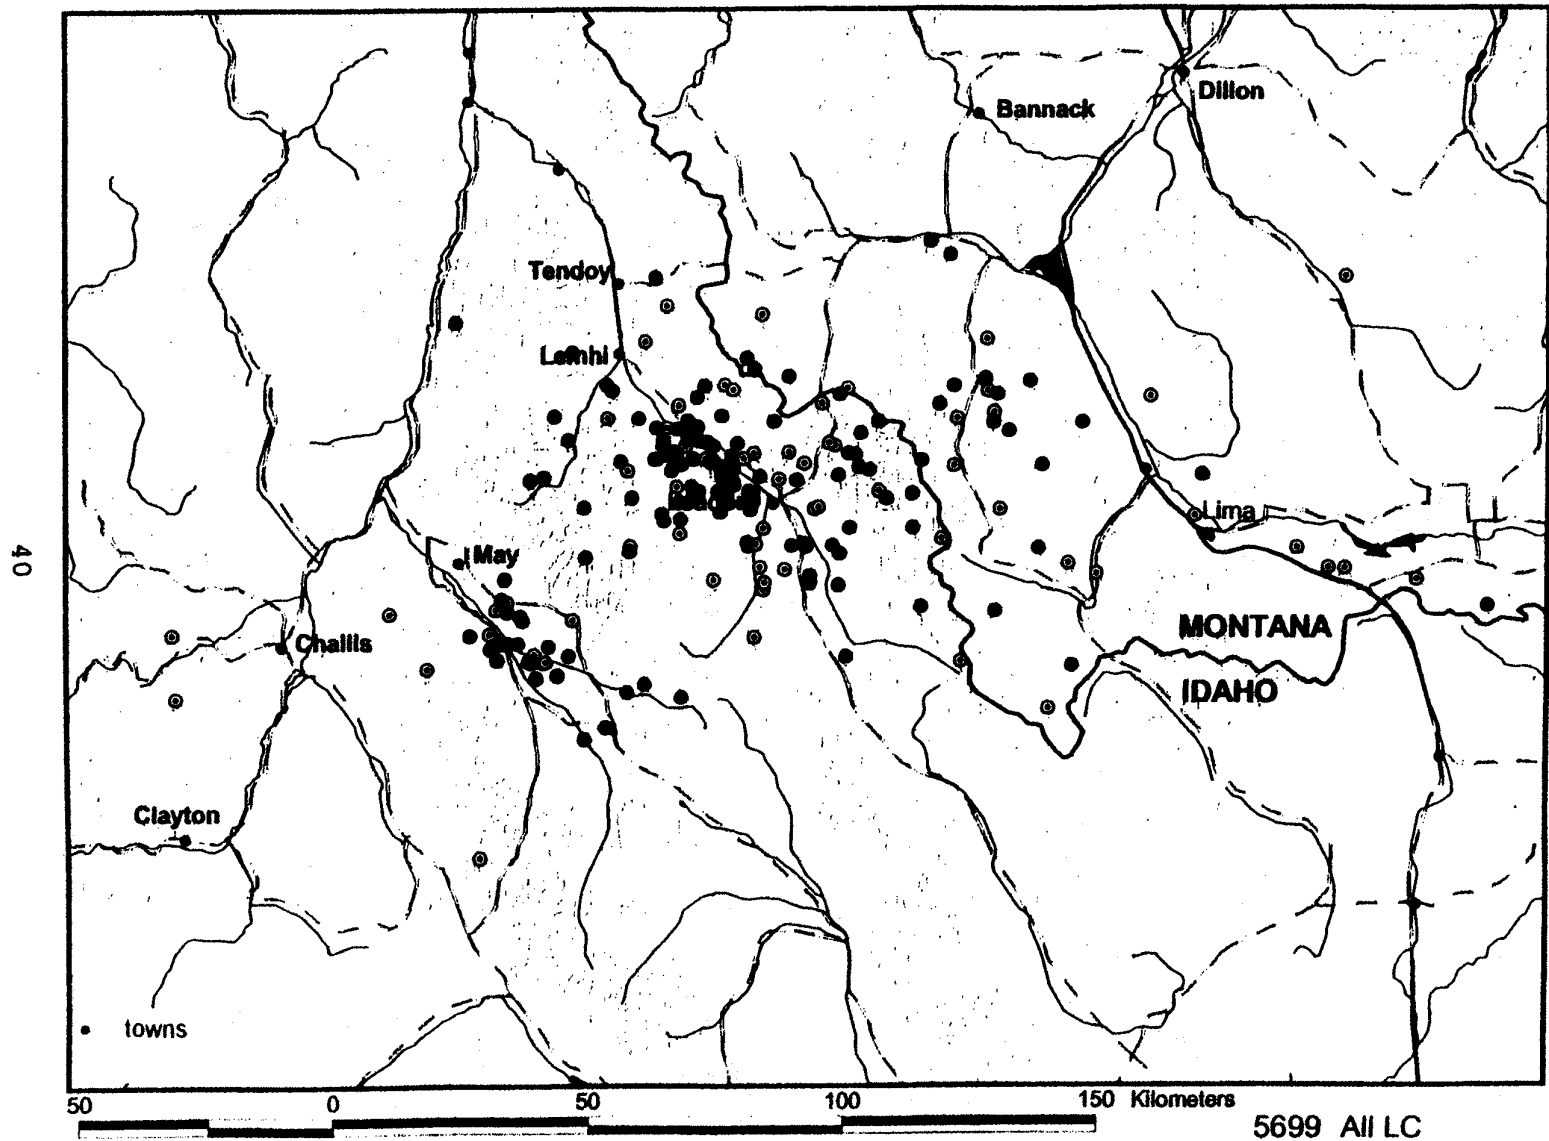 Dillon
Bannack
Tendoy
Lemhi
Lima
May
40
MONTANA
Challis
IDAHO
Clayton
towns
50 0 50 100 150 Kilometers
5699 All LC